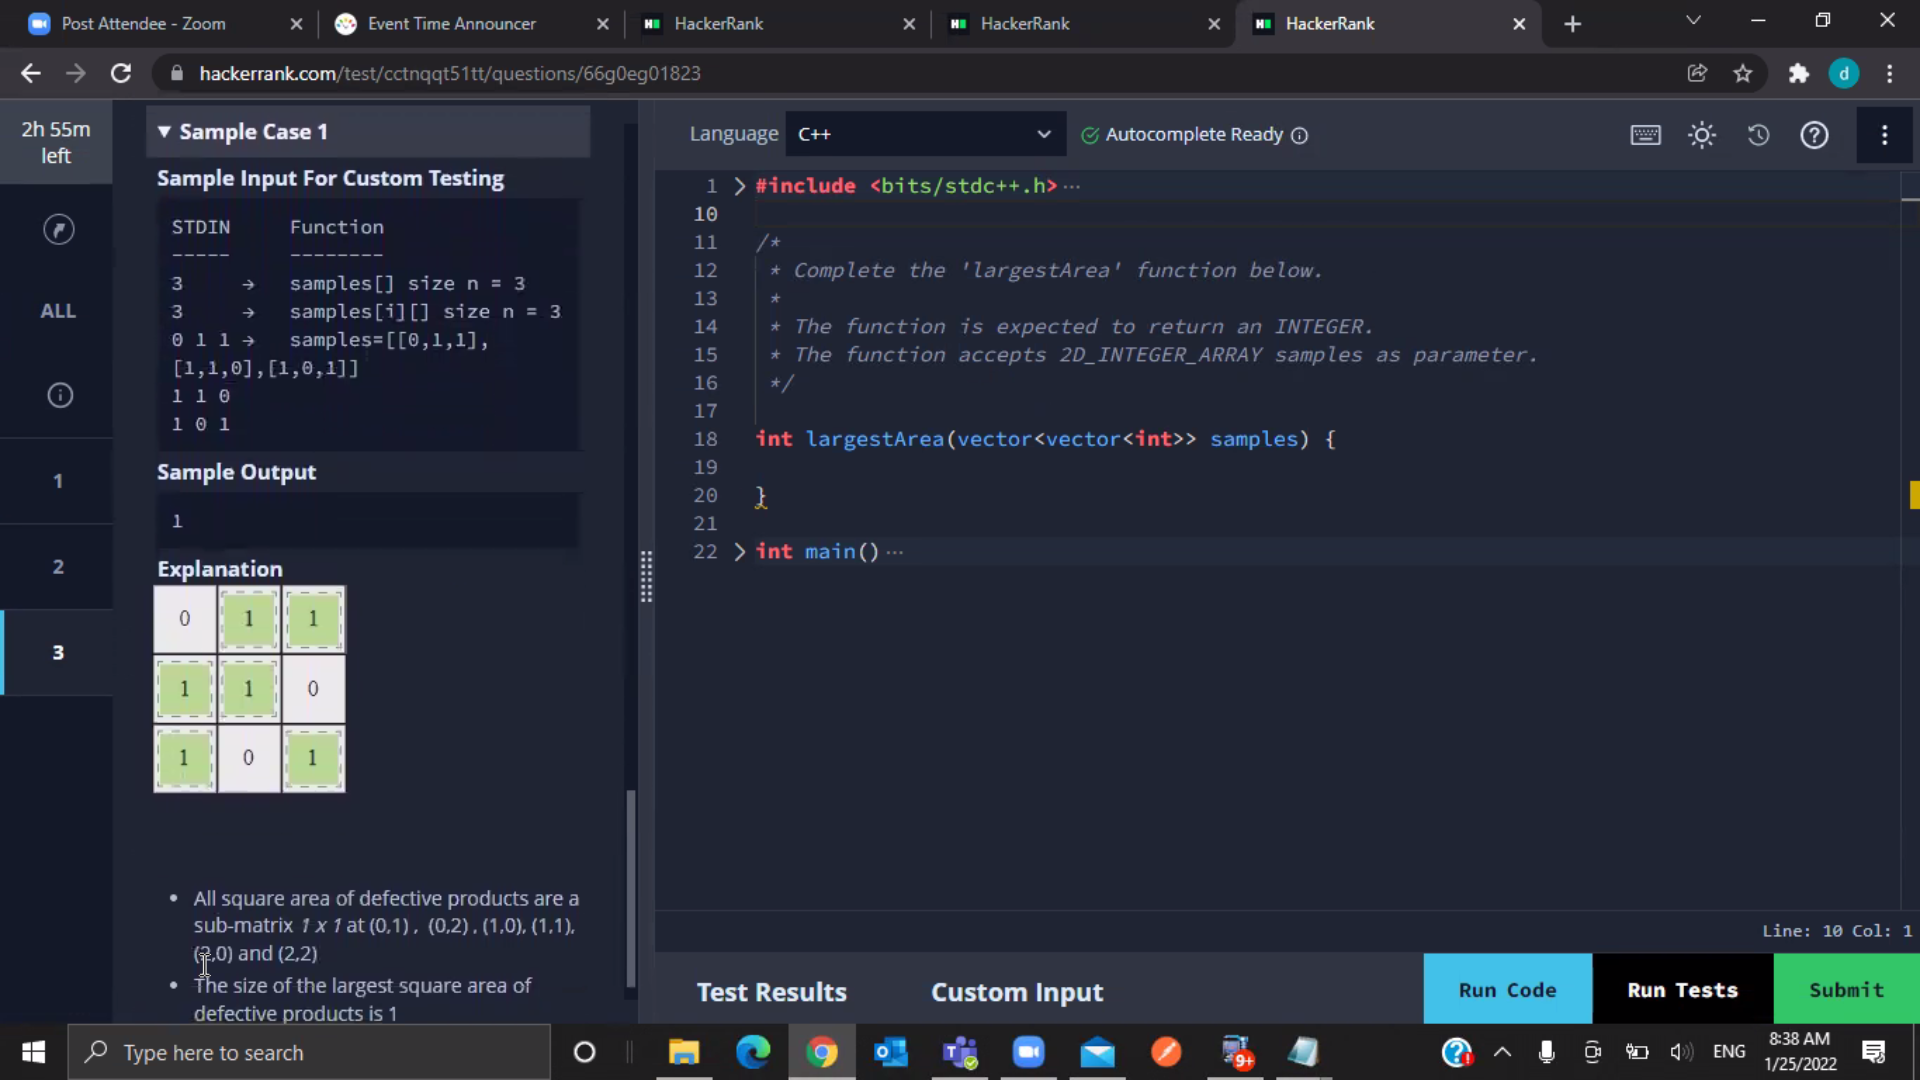 Post Attendee - Zoom
Event Time Announcer
HackerRank
HackerRank
HackerRank
hackerrank.com/test/cctnqqt51tt/questions/66g0eg01823
d
2h 55m
left
ALL
1
2
3
Sample Case 1
Sample Input For Custom Testing
STDIN Function
----- --------
3 → samples[] size n = 3
3 → samples[i][] size n = 3
0 1 1 → samples=[[0,1,1],
[1,1,0],[1,0,1]]
1 1 0
1 0 1
Sample Output
1
Explanation
0 1 1
1 1 0
1 0 1
All square area of defective products are a
sub-matrix 1 x 1 at (0,1) , (0,2) , (1,0), (1,1),
(2,0) and (2,2)
The size of the largest square area of
defective products is 1
Language C++ Autocomplete Ready
1 #include <bits/stdc++.h>
10
11 /*
12 * Complete the 'largestArea' function below.
13 *
14 * The function is expected to return an INTEGER.
15 * The function accepts 2D_INTEGER_ARRAY samples as parameter.
16 */
17
18 int largestArea(vector<vector<int>> samples) {
19
20 }
21
22 int main()
Line: 10 Col: 1
Test Results Custom Input Run Code Run Tests Submit
Type here to search
9+
ENG
8:38 AM
1/25/2022